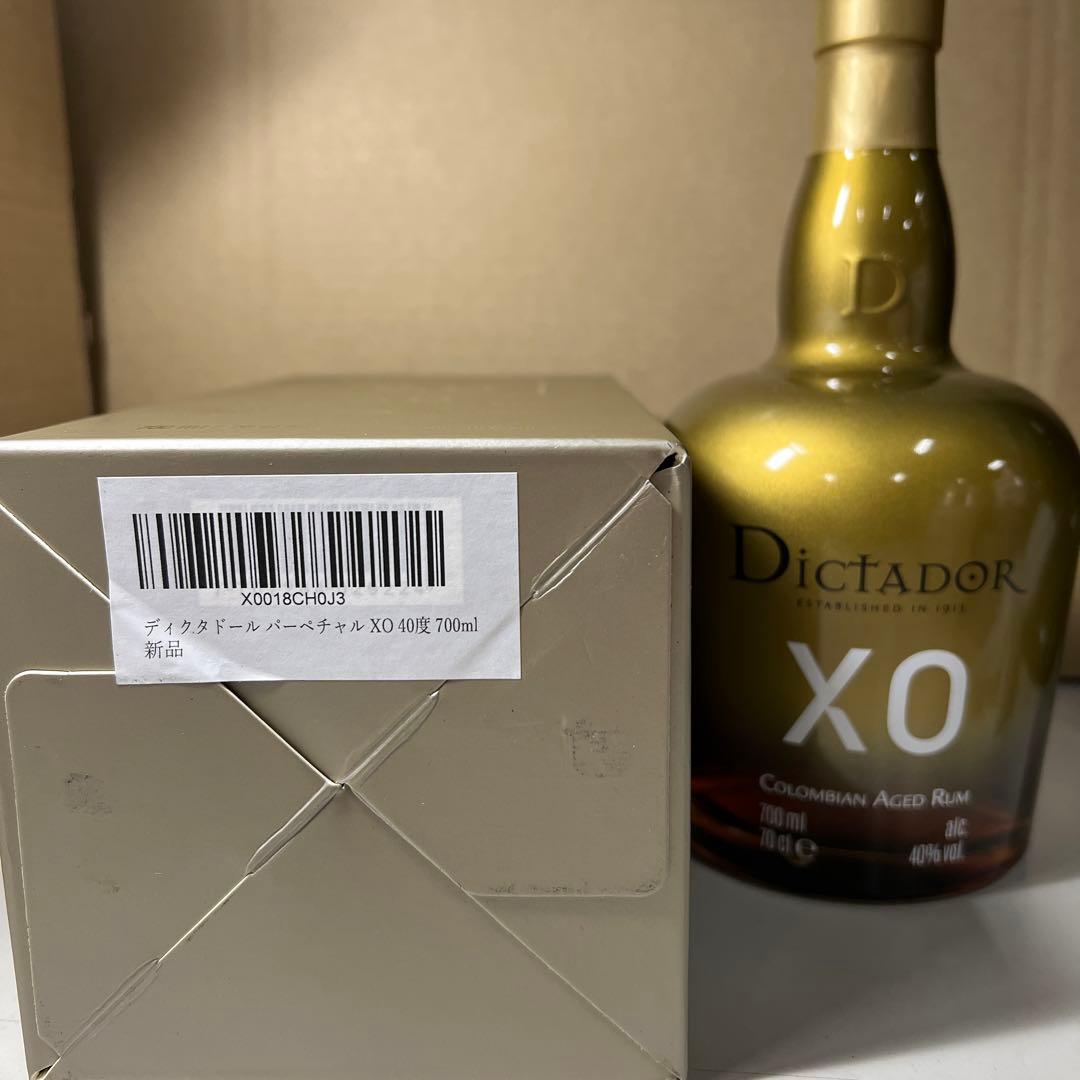 X0018CH0J3
ディクタドール パーペチャル XO 40度 700ml
新品
D
DICTADOR
ESTABLISHED IN 1913
XO
COLOMBIAN AGED RUM
700 ml
70 cl e
alc.
40% vol.